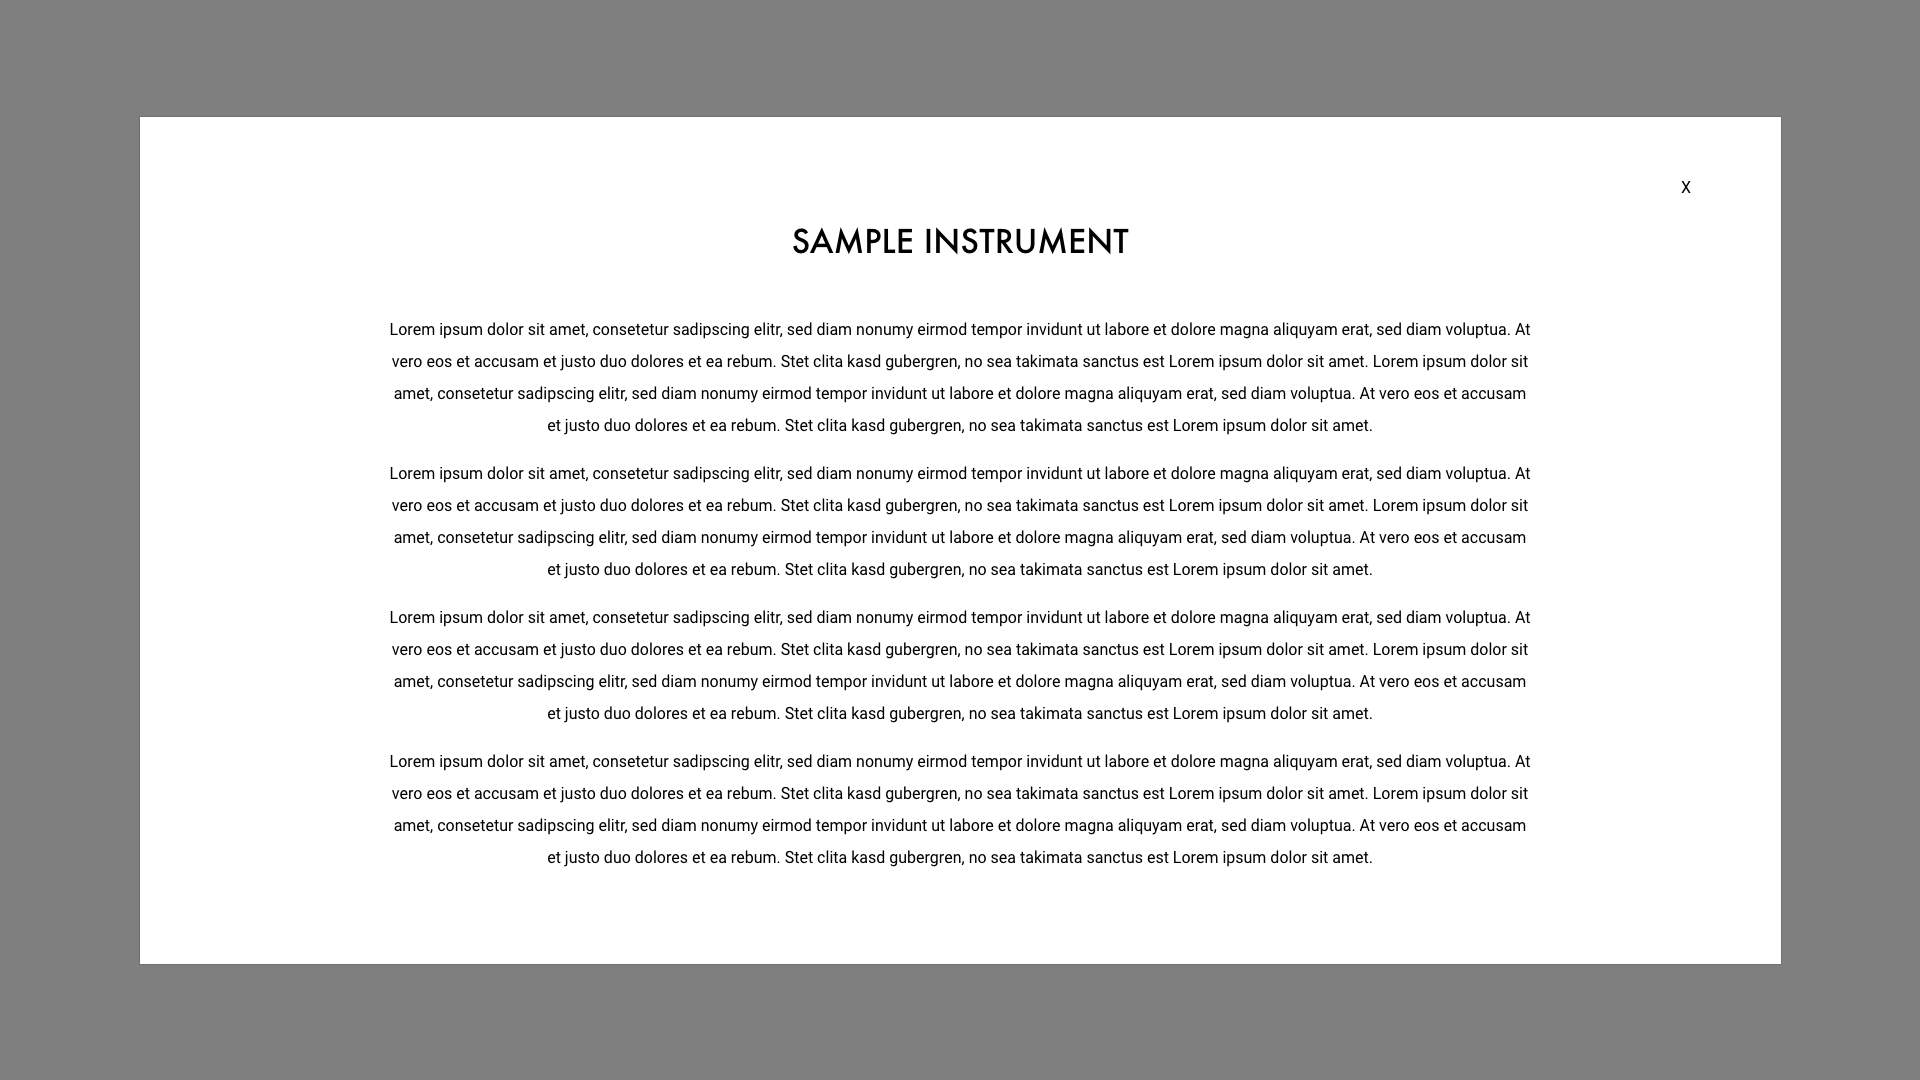 X
SAMPLE INSTRUMENT
Lorem ipsum dolor sit amet, consetetur sadipscing elitr, sed diam nonumy eirmod tempor invidunt ut labore et dolore magna aliquyam erat, sed diam voluptua. At
vero eos et accusam et justo duo dolores et ea rebum. Stet clita kasd gubergren, no sea takimata sanctus est Lorem ipsum dolor sit amet. Lorem ipsum dolor sit
amet, consetetur sadipscing elitr, sed diam nonumy eirmod tempor invidunt ut labore et dolore magna aliquyam erat, sed diam voluptua. At vero eos et accusam
et justo duo dolores et ea rebum. Stet clita kasd gubergren, no sea takimata sanctus est Lorem ipsum dolor sit amet.
Lorem ipsum dolor sit amet, consetetur sadipscing elitr, sed diam nonumy eirmod tempor invidunt ut labore et dolore magna aliquyam erat, sed diam voluptua. At
vero eos et accusam et justo duo dolores et ea rebum. Stet clita kasd gubergren, no sea takimata sanctus est Lorem ipsum dolor sit amet. Lorem ipsum dolor sit
amet, consetetur sadipscing elitr, sed diam nonumy eirmod tempor invidunt ut labore et dolore magna aliquyam erat, sed diam voluptua. At vero eos et accusam
et justo duo dolores et ea rebum. Stet clita kasd gubergren, no sea takimata sanctus est Lorem ipsum dolor sit amet.
Lorem ipsum dolor sit amet, consetetur sadipscing elitr, sed diam nonumy eirmod tempor invidunt ut labore et dolore magna aliquyam erat, sed diam voluptua. At
vero eos et accusam et justo duo dolores et ea rebum. Stet clita kasd gubergren, no sea takimata sanctus est Lorem ipsum dolor sit amet. Lorem ipsum dolor sit
amet, consetetur sadipscing elitr, sed diam nonumy eirmod tempor invidunt ut labore et dolore magna aliquyam erat, sed diam voluptua. At vero eos et accusam
et justo duo dolores et ea rebum. Stet clita kasd gubergren, no sea takimata sanctus est Lorem ipsum dolor sit amet.
Lorem ipsum dolor sit amet, consetetur sadipscing elitr, sed diam nonumy eirmod tempor invidunt ut labore et dolore magna aliquyam erat, sed diam voluptua. At
vero eos et accusam et justo duo dolores et ea rebum. Stet clita kasd gubergren, no sea takimata sanctus est Lorem ipsum dolor sit amet. Lorem ipsum dolor sit
amet, consetetur sadipscing elitr, sed diam nonumy eirmod tempor invidunt ut labore et dolore magna aliquyam erat, sed diam voluptua. At vero eos et accusam
et justo duo dolores et ea rebum. Stet clita kasd gubergren, no sea takimata sanctus est Lorem ipsum dolor sit amet.